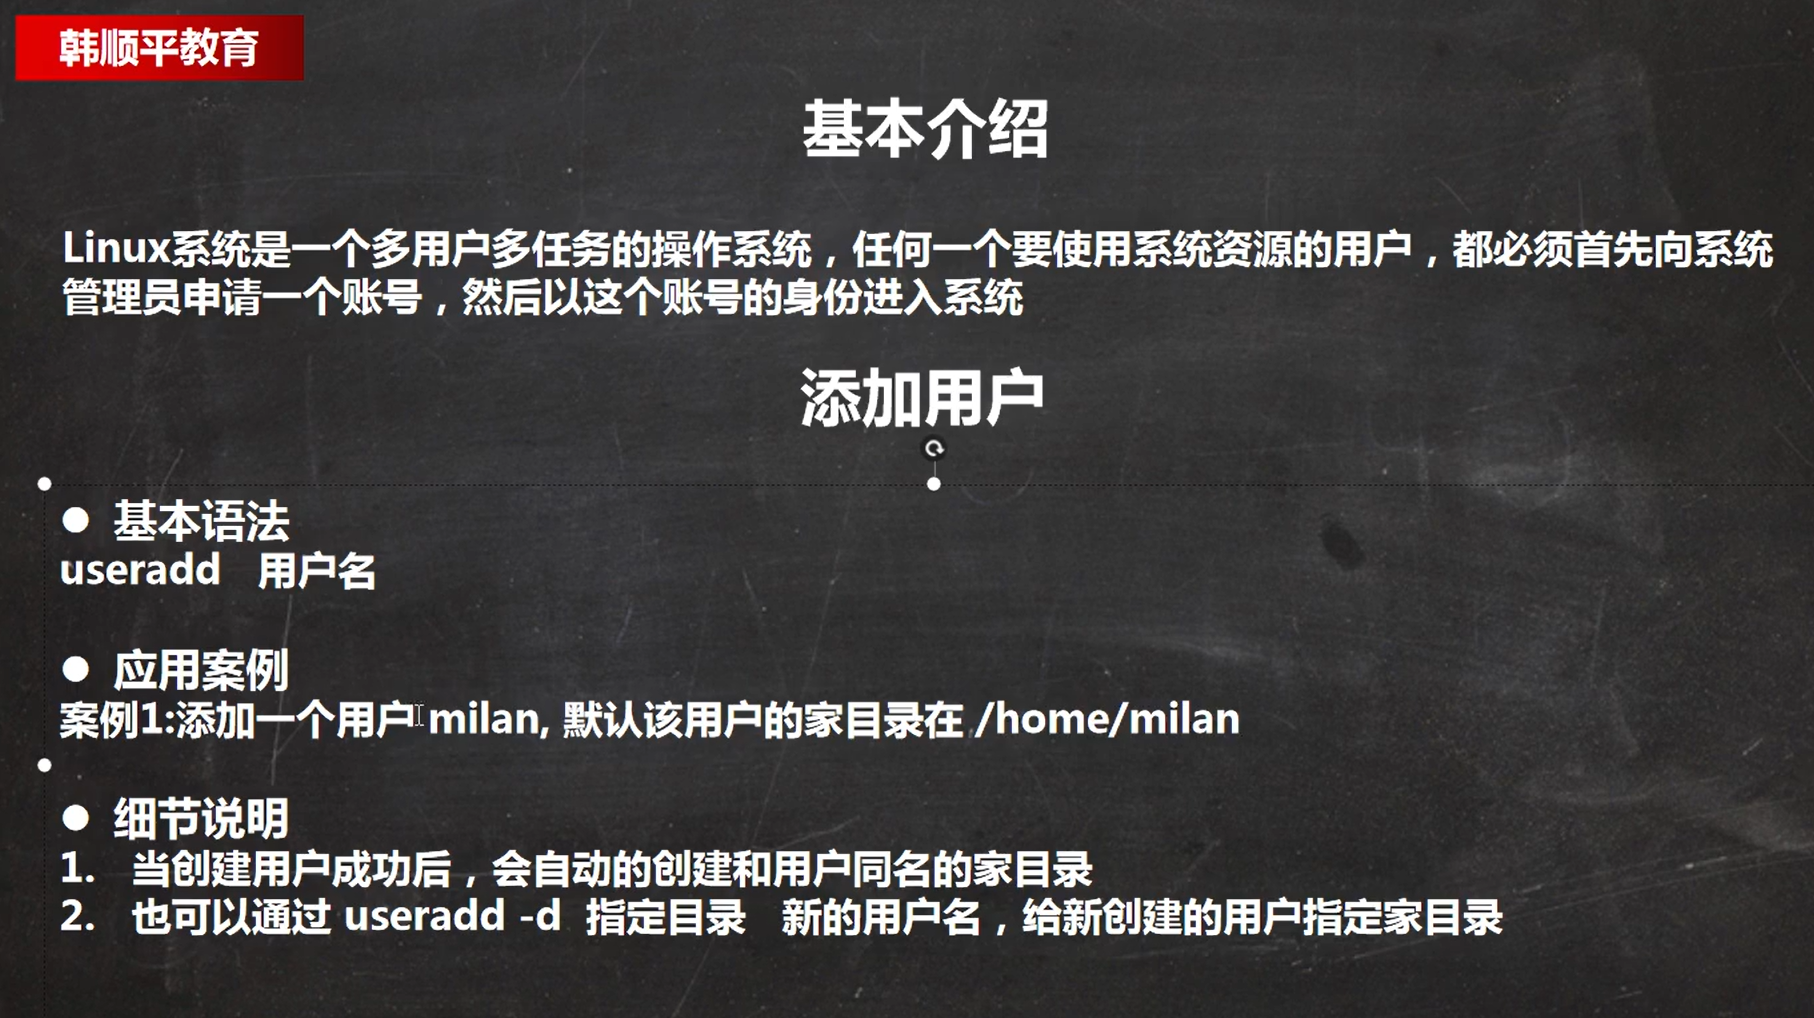 韩顺平教育
基本介绍
Linux系统是一个多用户多任务的操作系统，任何一个要使用系统资源的用户，都必须首先向系统
管理员申请一个账号，然后以这个账号的身份进入系统
添加用户
● 基本语法
useradd 用户名
● 应用案例
案例1:添加一个用户 milan, 默认该用户的家目录在 /home/milan
● 细节说明
1. 当创建用户成功后，会自动的创建和用户同名的家目录
2. 也可以通过 useradd -d 指定目录 新的用户名，给新创建的用户指定家目录